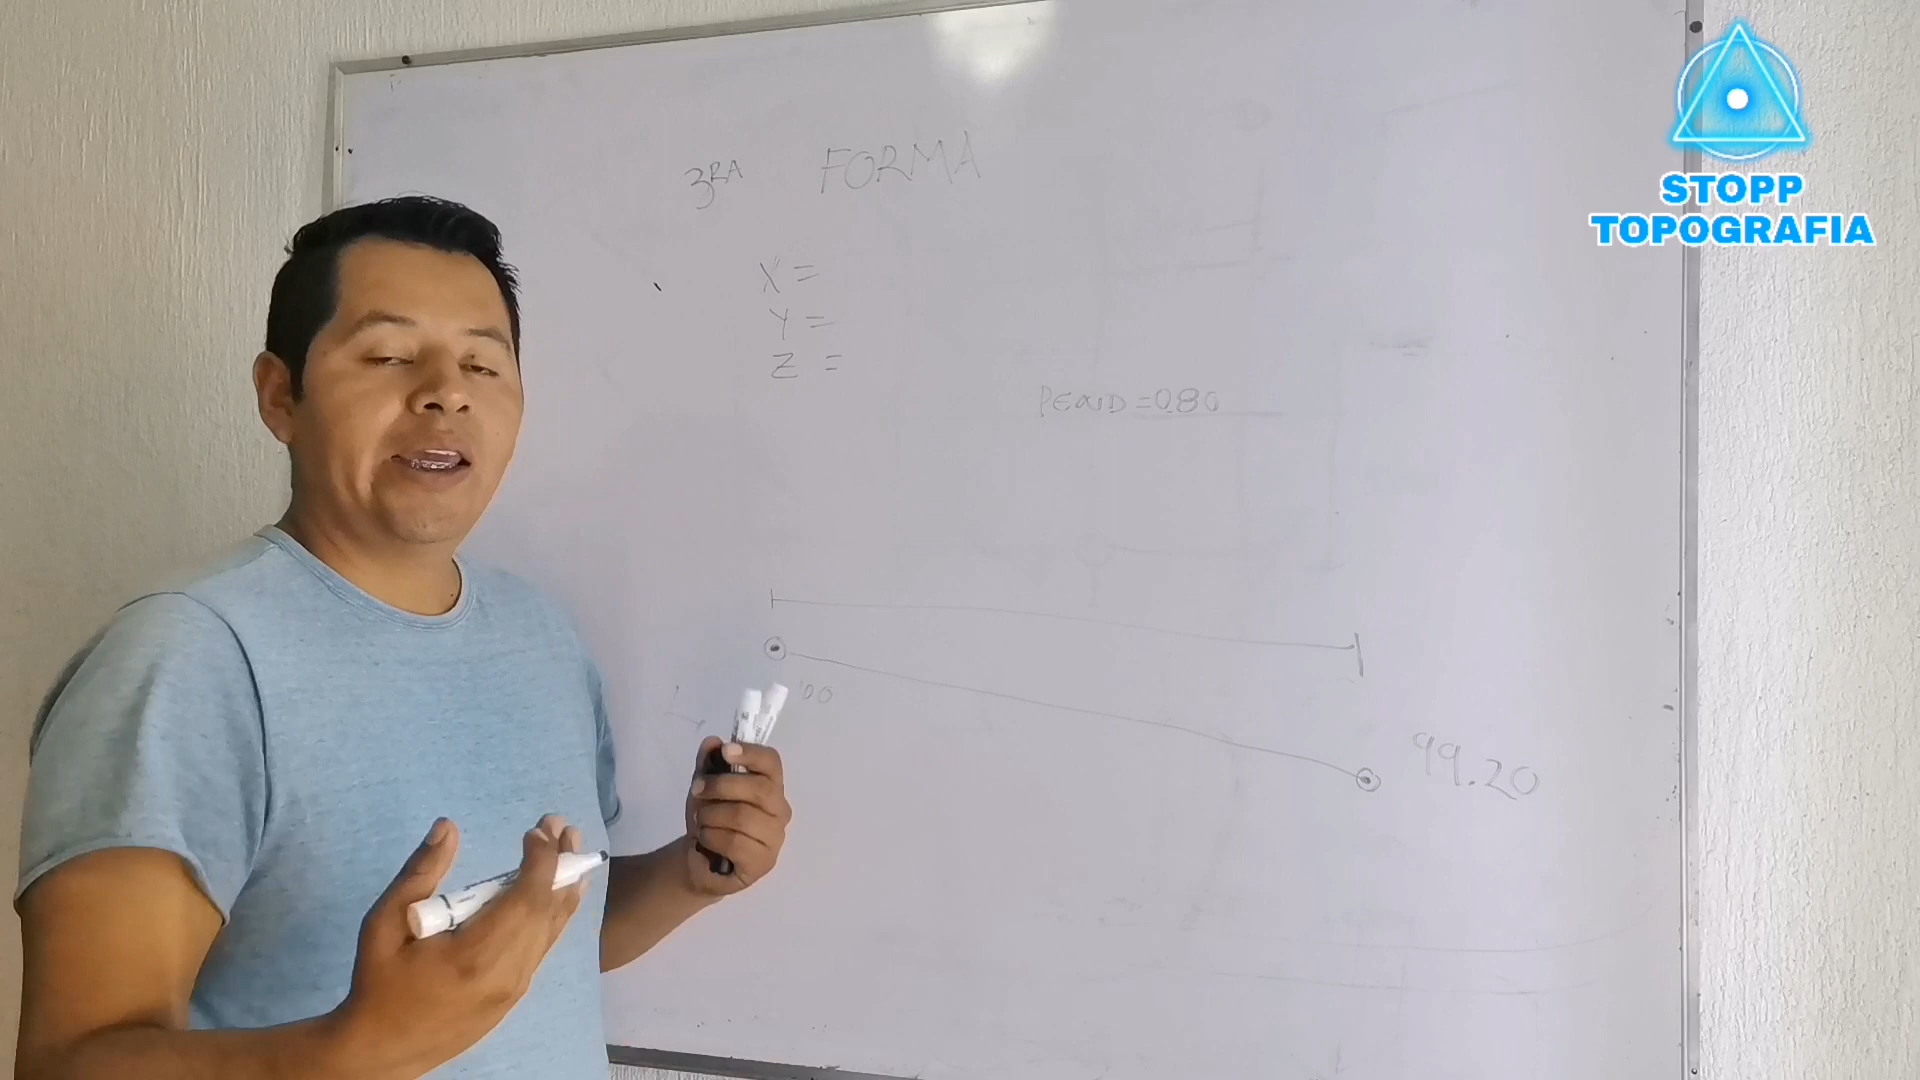 STOPP
TOPOGRAFIA
3RA FORMA
X =
Y =
Z =
PEND = 0.80
100
99.20